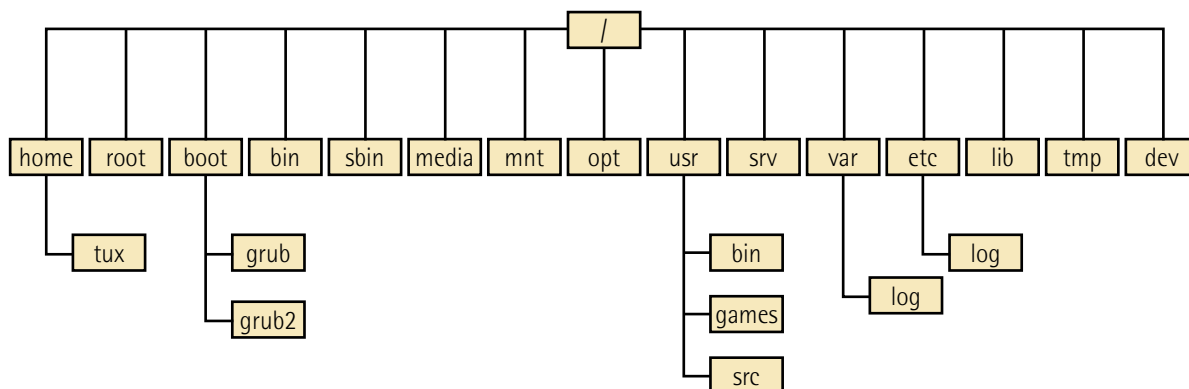 /
home root boot bin sbin media mnt opt usr srv var etc lib tmp dev
tux grub bin log
log
grub2 games
src